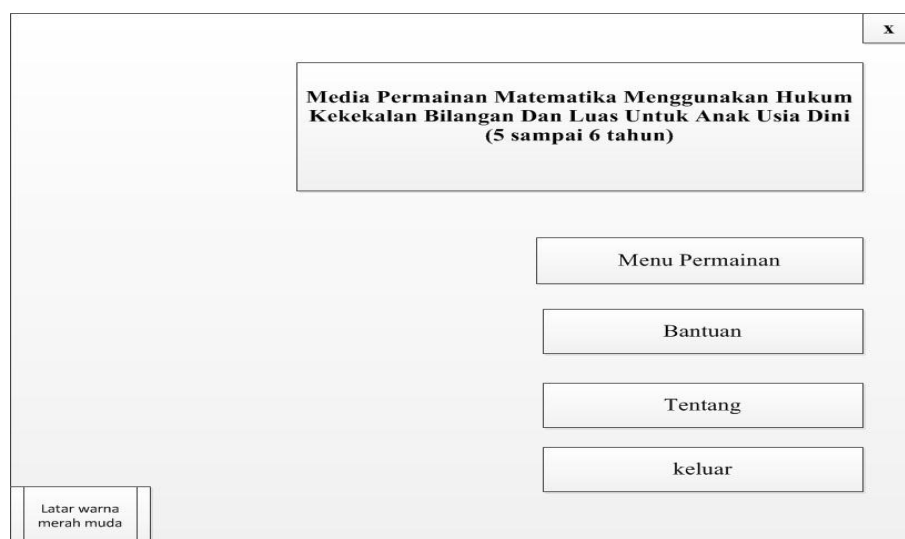 x
Media Permainan Matematika Menggunakan Hukum
Kekekalan Bilangan Dan Luas Untuk Anak Usia Dini
(5 sampai 6 tahun)
Menu Permainan
Bantuan
Tentang
keluar
Latar warna
merah muda